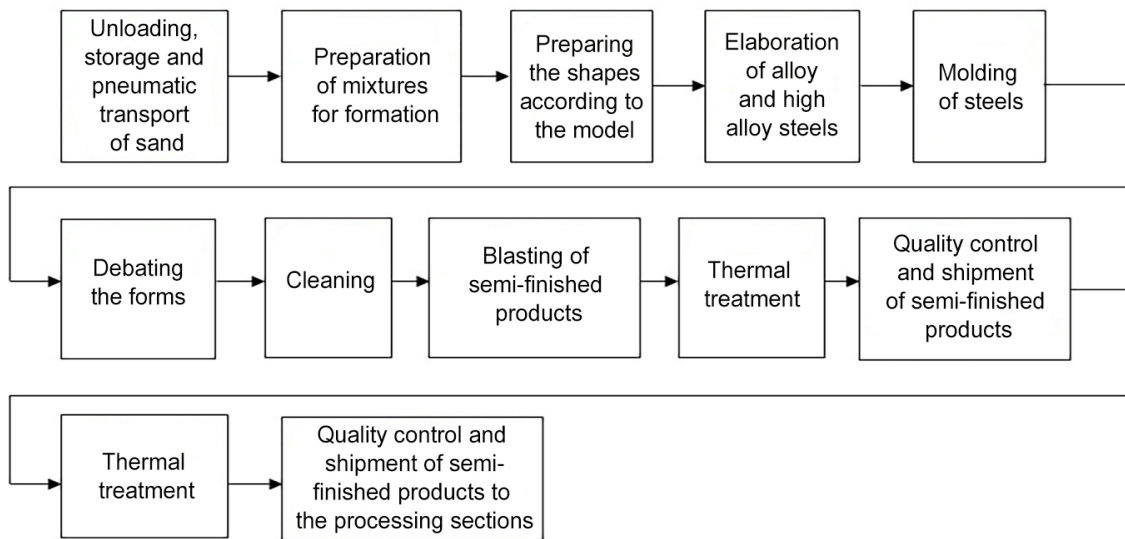 Unloading,
storage and
pneumatic
transport
of sand
Preparation
of mixtures
for formation
Preparing
the shapes
according to
the model
Elaboration
of alloy
and high
alloy steels
Molding
of steels
Debating
the forms
Cleaning
Blasting of
semi-finished
products
Thermal
treatment
Quality control
and shipment
of semi-finished
products
Thermal
treatment
Quality control and
shipment of semi-
finished products to
the processing sections